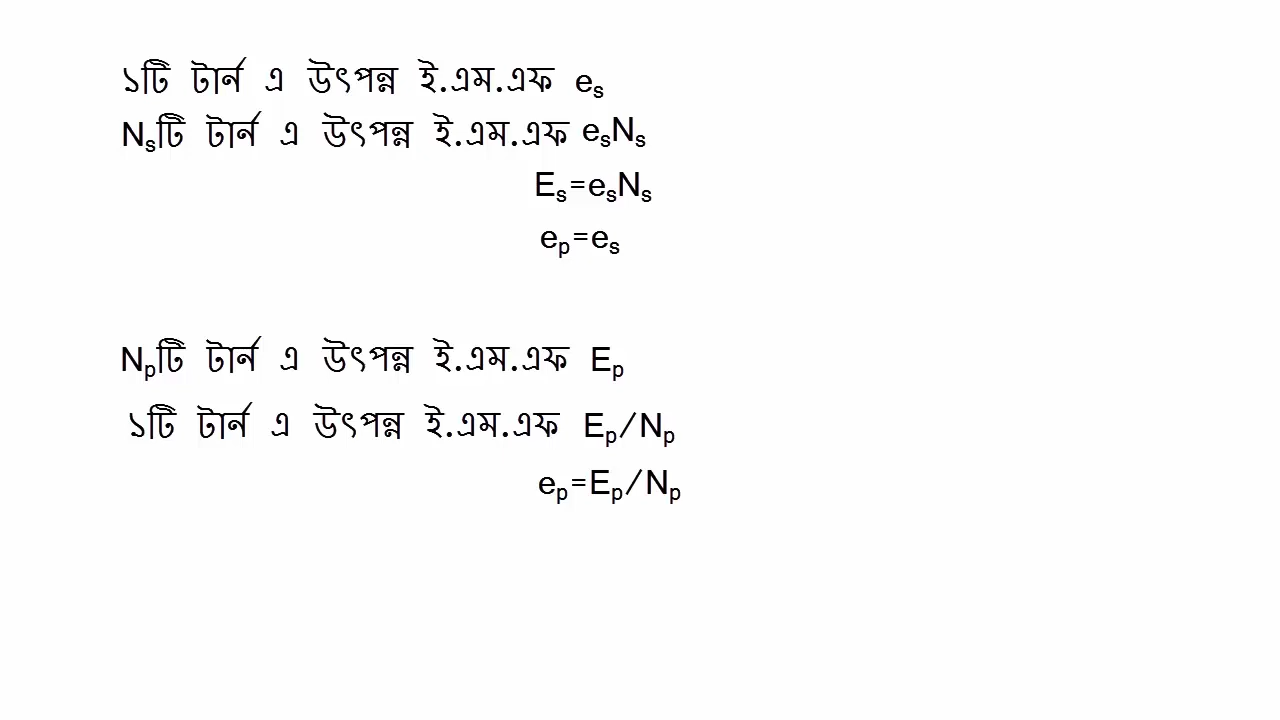 ১টি টার্ন এ উৎপন্ন ই.এম.এফ eₛ
Nₛটি টার্ন এ উৎপন্ন ই.এম.এফ eₛNₛ
Eₛ=eₛNₛ
eₚ=eₛ
Nₚটি টার্ন এ উৎপন্ন ই.এম.এফ Eₚ
১টি টার্ন এ উৎপন্ন ই.এম.এফ Eₚ/Nₚ
eₚ=Eₚ/Nₚ